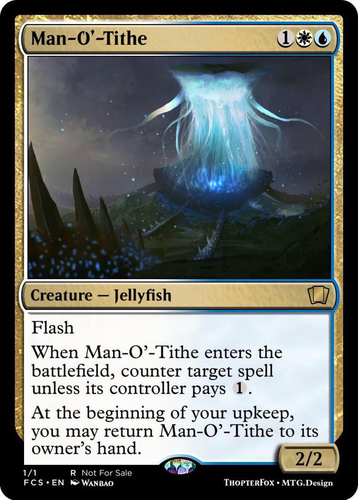 Man-O'-Tithe 1
Creature — Jellyfish
Flash
When Man-O'-Tithe enters the
battlefield, counter target spell
unless its controller pays 1.
At the beginning of your upkeep,
you may return Man-O'-Tithe to its
owner's hand.
2/2
1/1 R Not For Sale
FCS • EN Wanbao
ThopterFox • MTG.Design